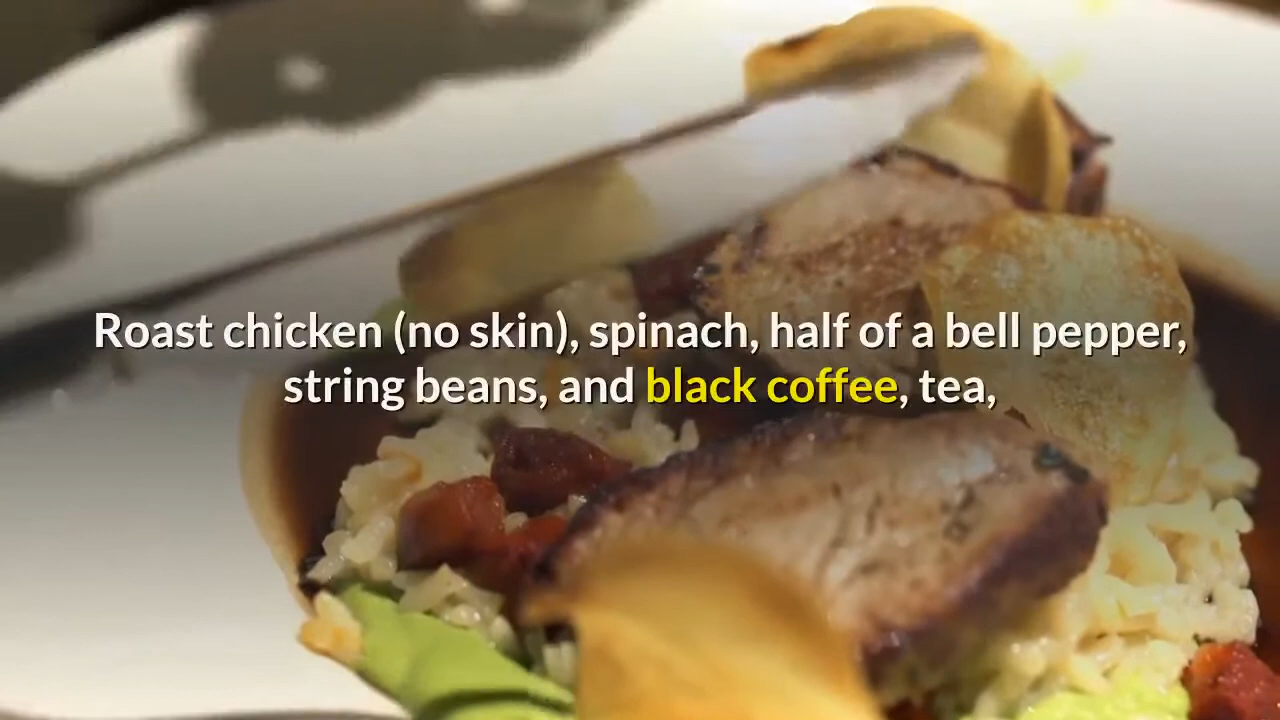 Roast chicken (no skin), spinach, half of a bell pepper,
string beans, and black coffee, tea,